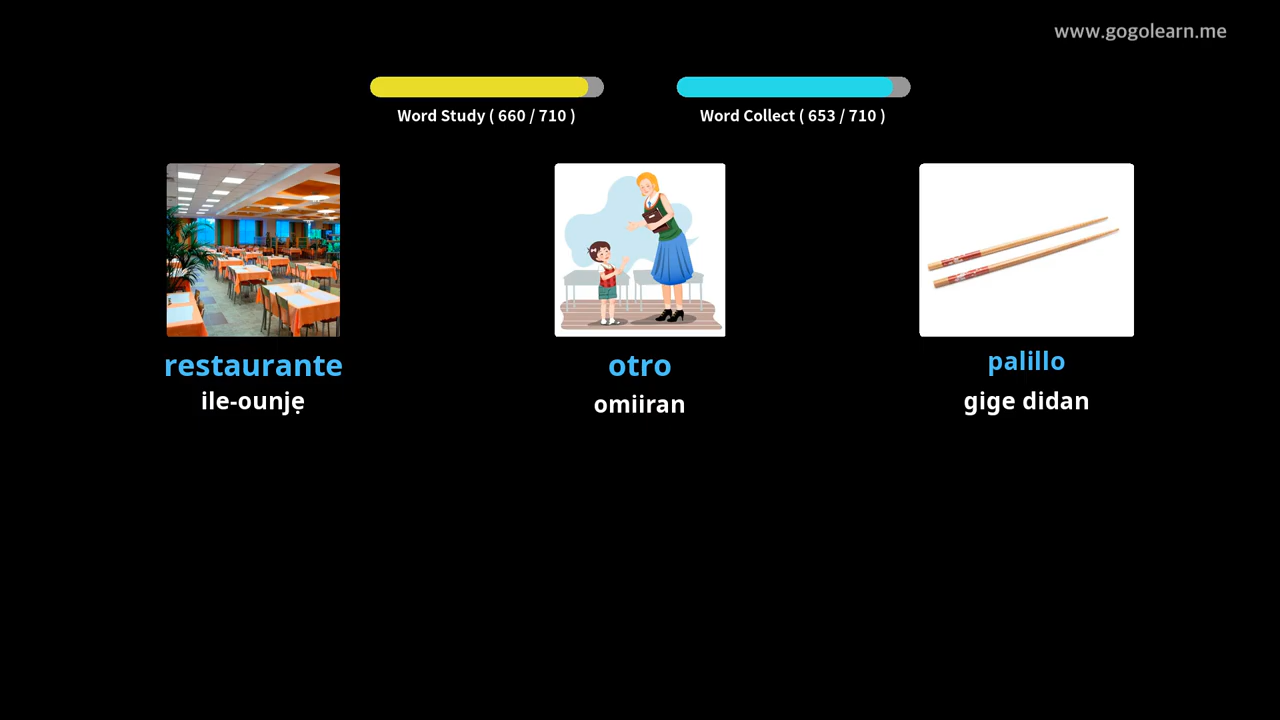 www.gogolearn.me
Word Study ( 660 / 710 )
Word Collect ( 653 / 710 )
restaurante
ile-ounjẹ
otro
omiiran
palillo
gige didan